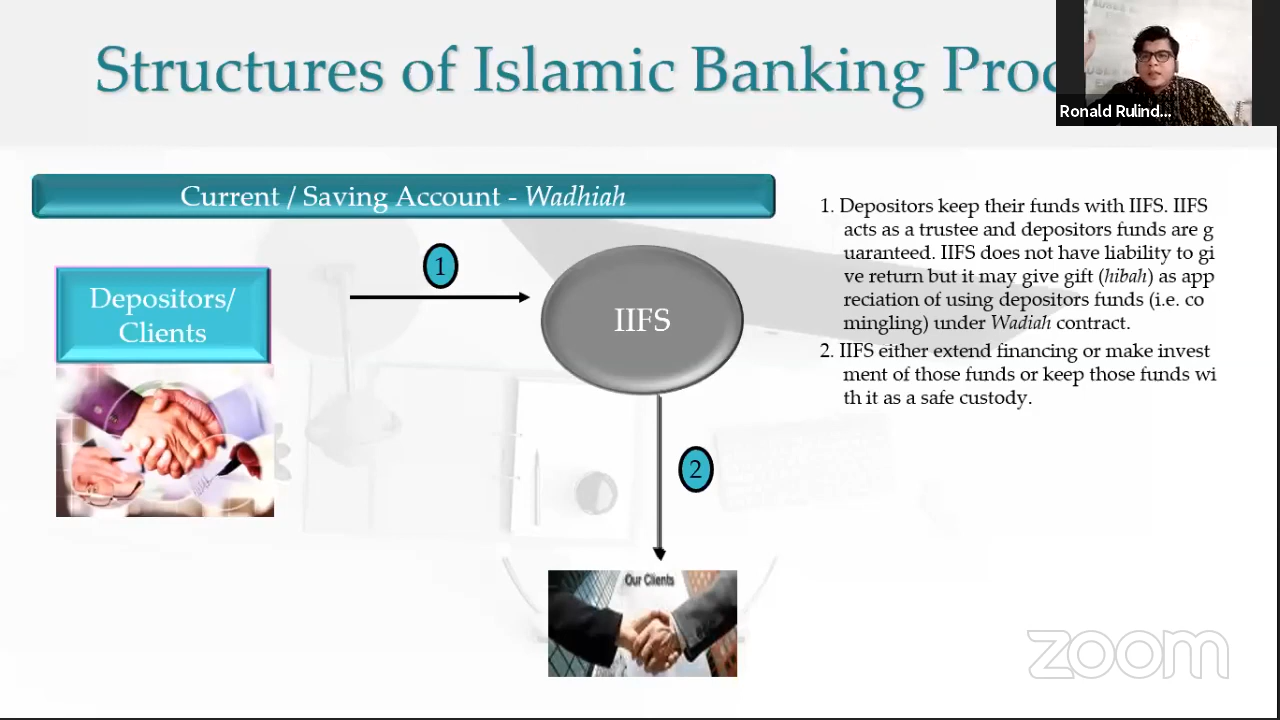 Structures of Islamic Banking
Ronald Rulind...
Current / Saving Account - Wadhiah
1
Depositors/
Clients
IIFS
2
Our Clients
1. Depositors keep their funds with IIFS. IIFS
acts as a trustee and depositors funds are g
uaranteed. IIFS does not have liability to gi
ve return but it may give gift (hibah) as app
reciation of using depositors funds (i.e. co
mingling) under Wadiah contract.
2. IIFS either extend financing or make invest
ment of those funds or keep those funds wi
th it as a safe custody.
zoom